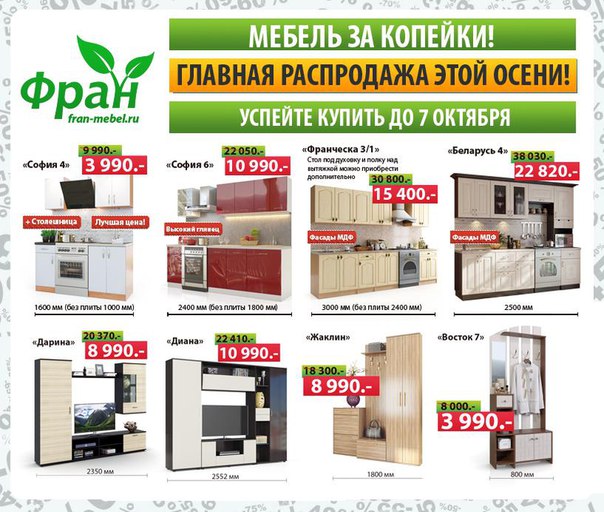 Фран
fran-mebel.ru
МЕБЕЛЬ ЗА КОПЕЙКИ!
ГЛАВНАЯ РАСПРОДАЖА ЭТОЙ ОСЕНИ!
УСПЕЙТЕ КУПИТЬ ДО 7 ОКТЯБРЯ
«София 4»
9 990.-
3 990.-
+ Столешница
Лучшая цена!
1600 мм (без плиты 1000 мм)
«София 6»
22 050.-
10 990.-
Высокий глянец
2400 мм (без плиты 1800 мм)
«Франческа 3/1»
Стол под духовку и полку над
вытяжкой можно приобрести
дополнительно
30 800.-
15 400.-
Фасады МДФ
3000 мм (без плиты 2400 мм)
«Беларусь 4»
38 030.-
22 820.-
Фасады МДФ
2500 мм
«Дарина»
20 370.-
8 990.-
2350 мм
«Диана»
22 410.-
10 990.-
2552 мм
«Жаклин»
18 300.-
8 990.-
1800 мм
«Восток 7»
8 000.-
3 990.-
800 мм